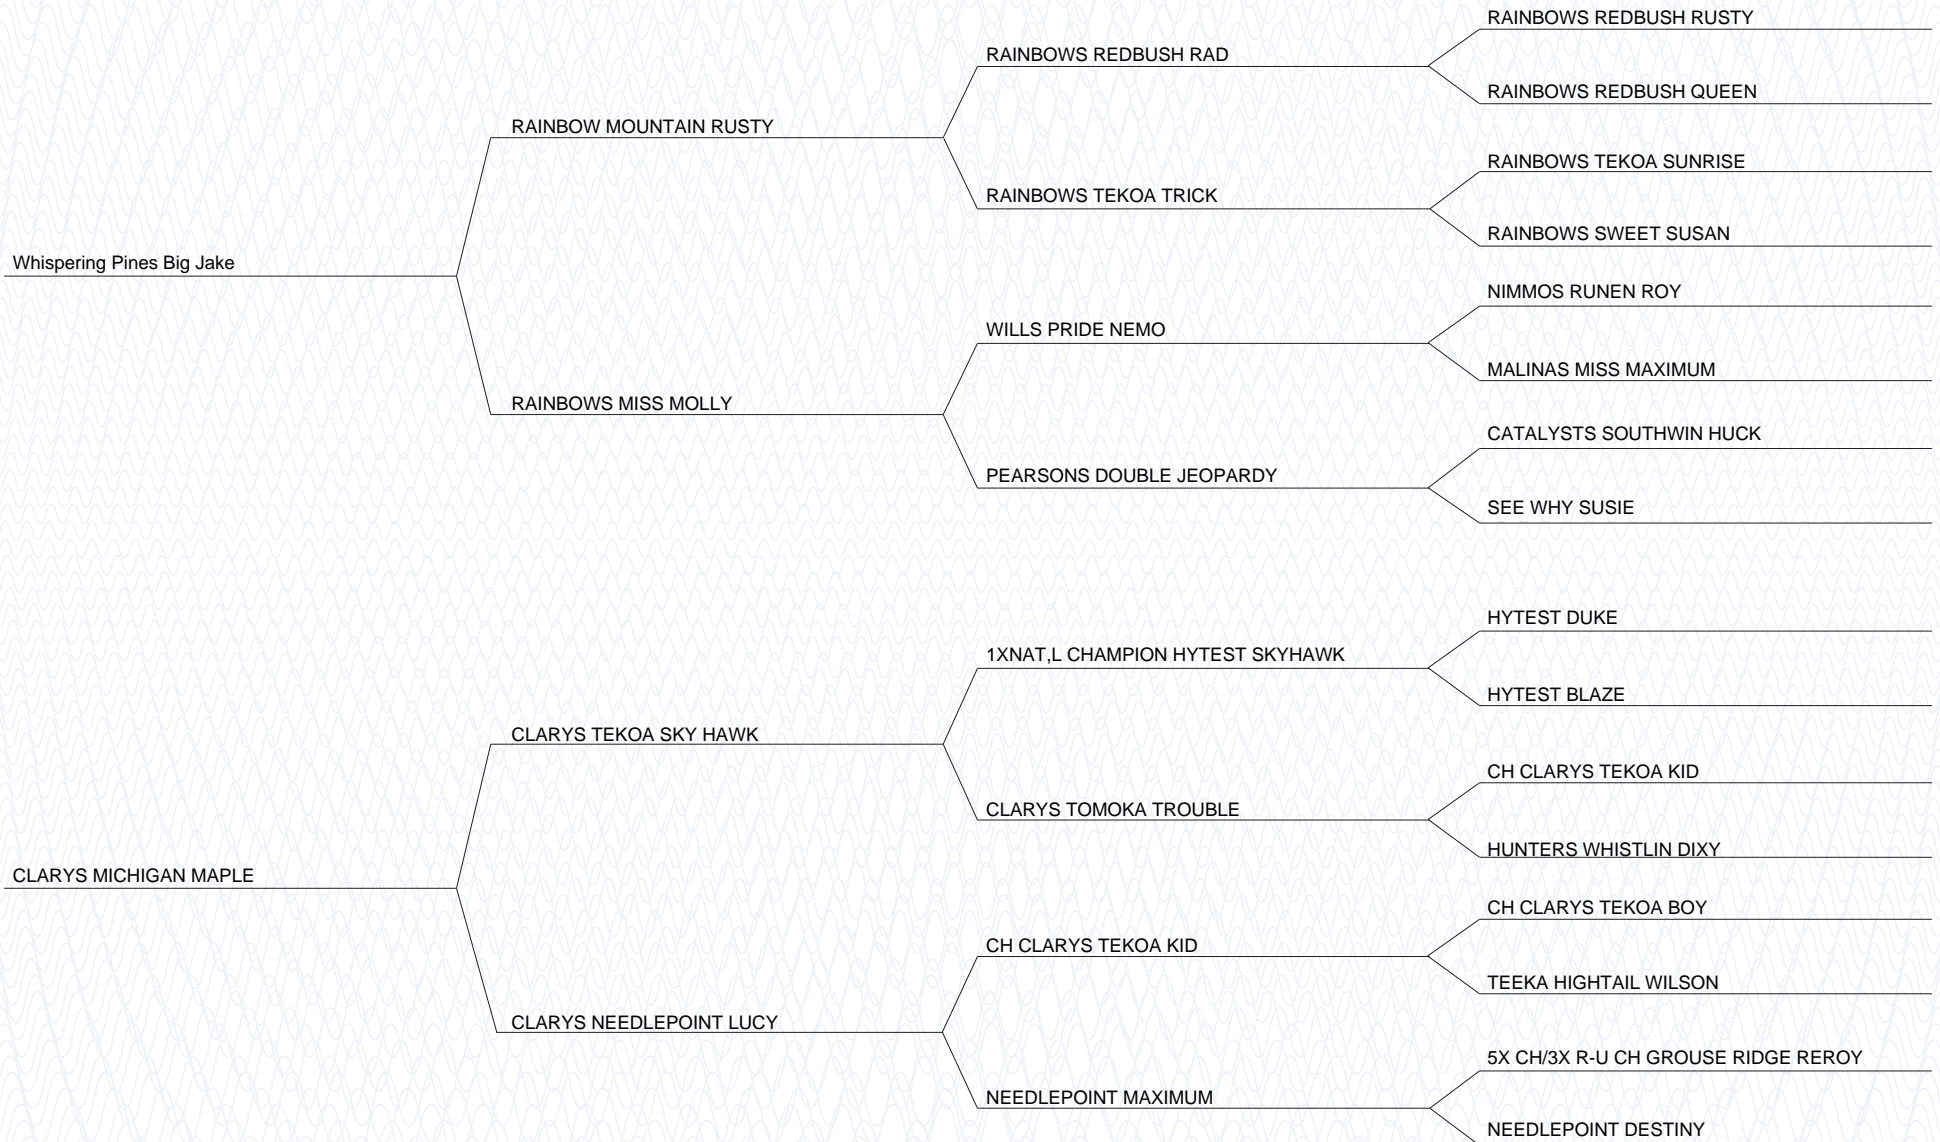 RAINBOWS REDBUSH RUSTY
RAINBOWS REDBUSH RAD
RAINBOWS REDBUSH QUEEN
RAINBOW MOUNTAIN RUSTY
RAINBOWS TEKOA SUNRISE
RAINBOWS TEKOA TRICK
RAINBOWS SWEET SUSAN
Whispering Pines Big Jake
NIMMOS RUNEN ROY
WILLS PRIDE NEMO
MALINAS MISS MAXIMUM
RAINBOWS MISS MOLLY
CATALYSTS SOUTHWIN HUCK
PEARSONS DOUBLE JEOPARDY
SEE WHY SUSIE
HYTEST DUKE
1XNAT,L CHAMPION HYTEST SKYHAWK
HYTEST BLAZE
CLARYS TEKOA SKY HAWK
CH CLARYS TEKOA KID
CLARYS TOMOKA TROUBLE
HUNTERS WHISTLIN DIXY
CLARYS MICHIGAN MAPLE
CH CLARYS TEKOA BOY
CH CLARYS TEKOA KID
TEEKA HIGHTAIL WILSON
CLARYS NEEDLEPOINT LUCY
5X CH/3X R-U CH GROUSE RIDGE REROY
NEEDLEPOINT MAXIMUM
NEEDLEPOINT DESTINY